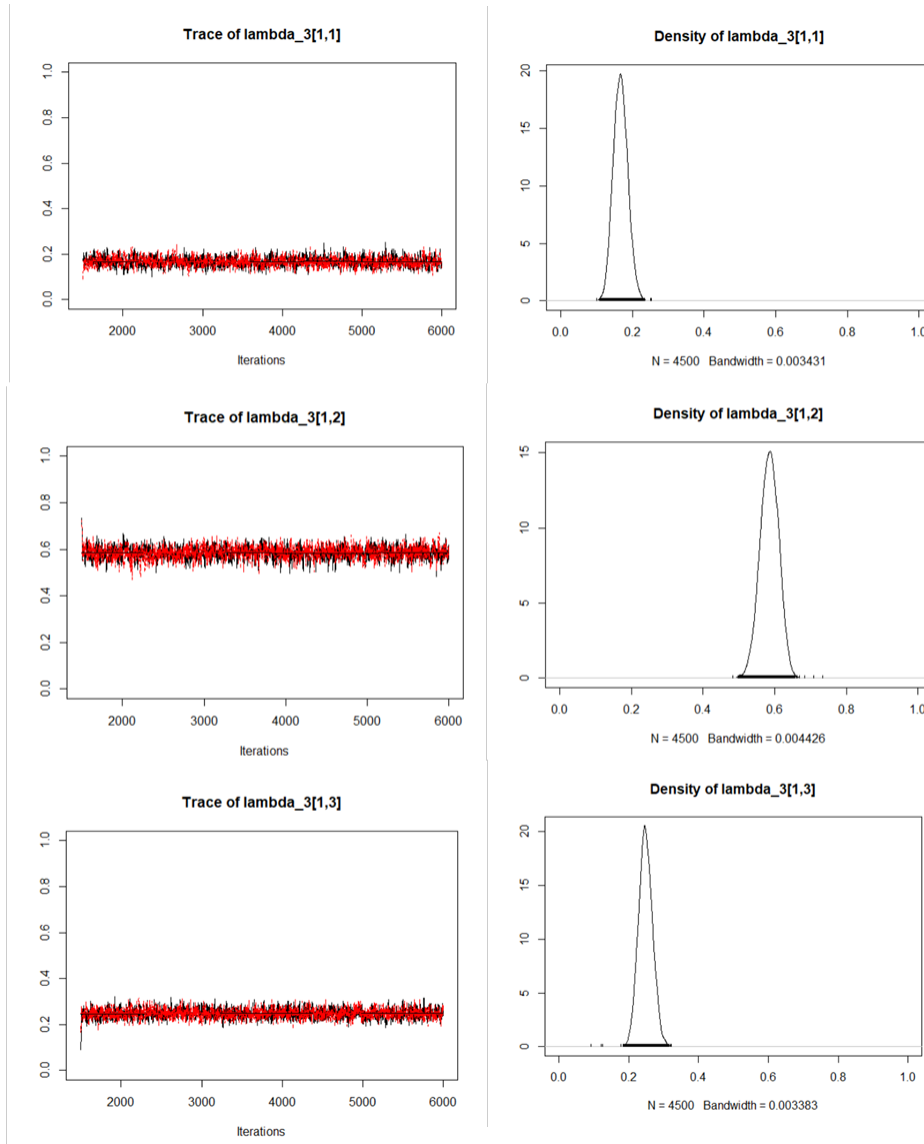 Trace of lambda_3[1,1]
1.0
0.8
0.6
0.4
0.2
0.0
2000 3000 4000 5000 6000
Iterations
Density of lambda_3[1,1]
20
15
10
5
0
0.0 0.2 0.4 0.6 0.8 1.0
N = 4500 Bandwidth = 0.003431
Trace of lambda_3[1,2]
1.0
0.8
0.6
0.4
0.2
0.0
2000 3000 4000 5000 6000
Iterations
Density of lambda_3[1,2]
15
10
5
0
0.0 0.2 0.4 0.6 0.8 1.0
N = 4500 Bandwidth = 0.004426
Trace of lambda_3[1,3]
1.0
0.8
0.6
0.4
0.2
0.0
2000 3000 4000 5000 6000
Iterations
Density of lambda_3[1,3]
20
15
10
5
0
0.0 0.2 0.4 0.6 0.8 1.0
N = 4500 Bandwidth = 0.003383